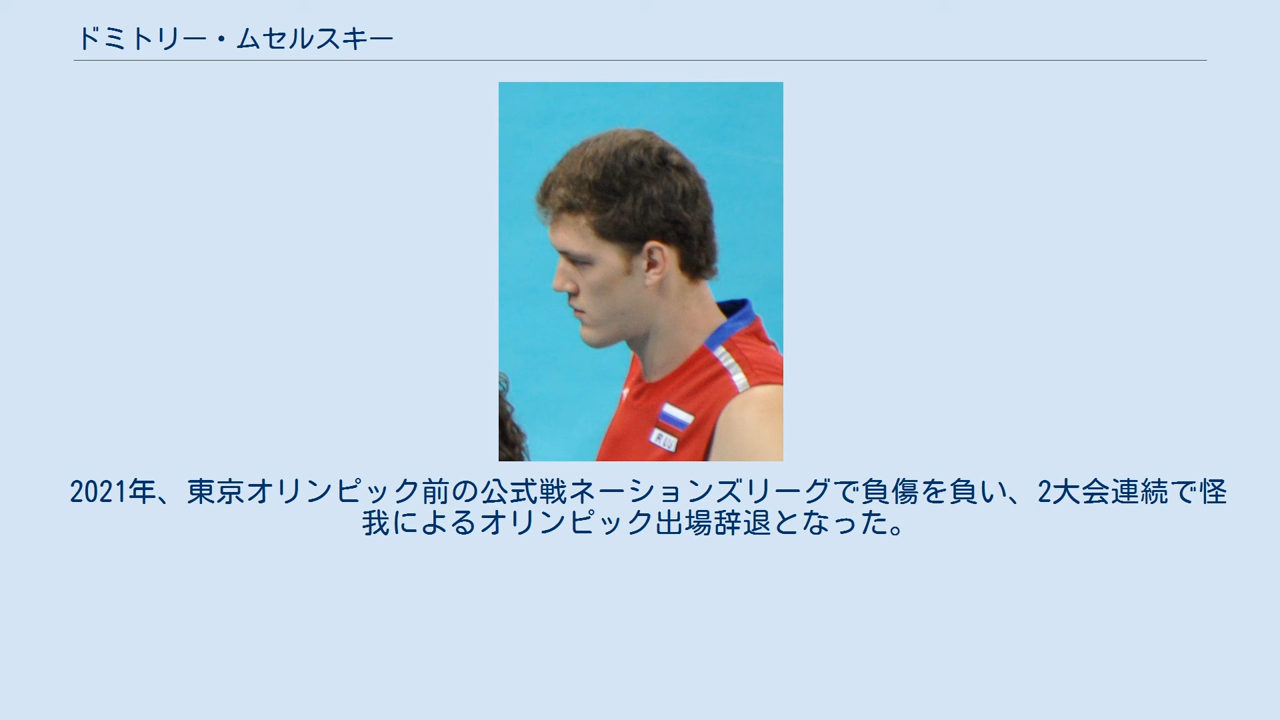 ドミトリー・ムセルスキー
RUS
2021年、東京オリンピック前の公式戦ネーションズリーグで負傷を負い、2大会連続で怪
我によるオリンピック出場辞退となった。